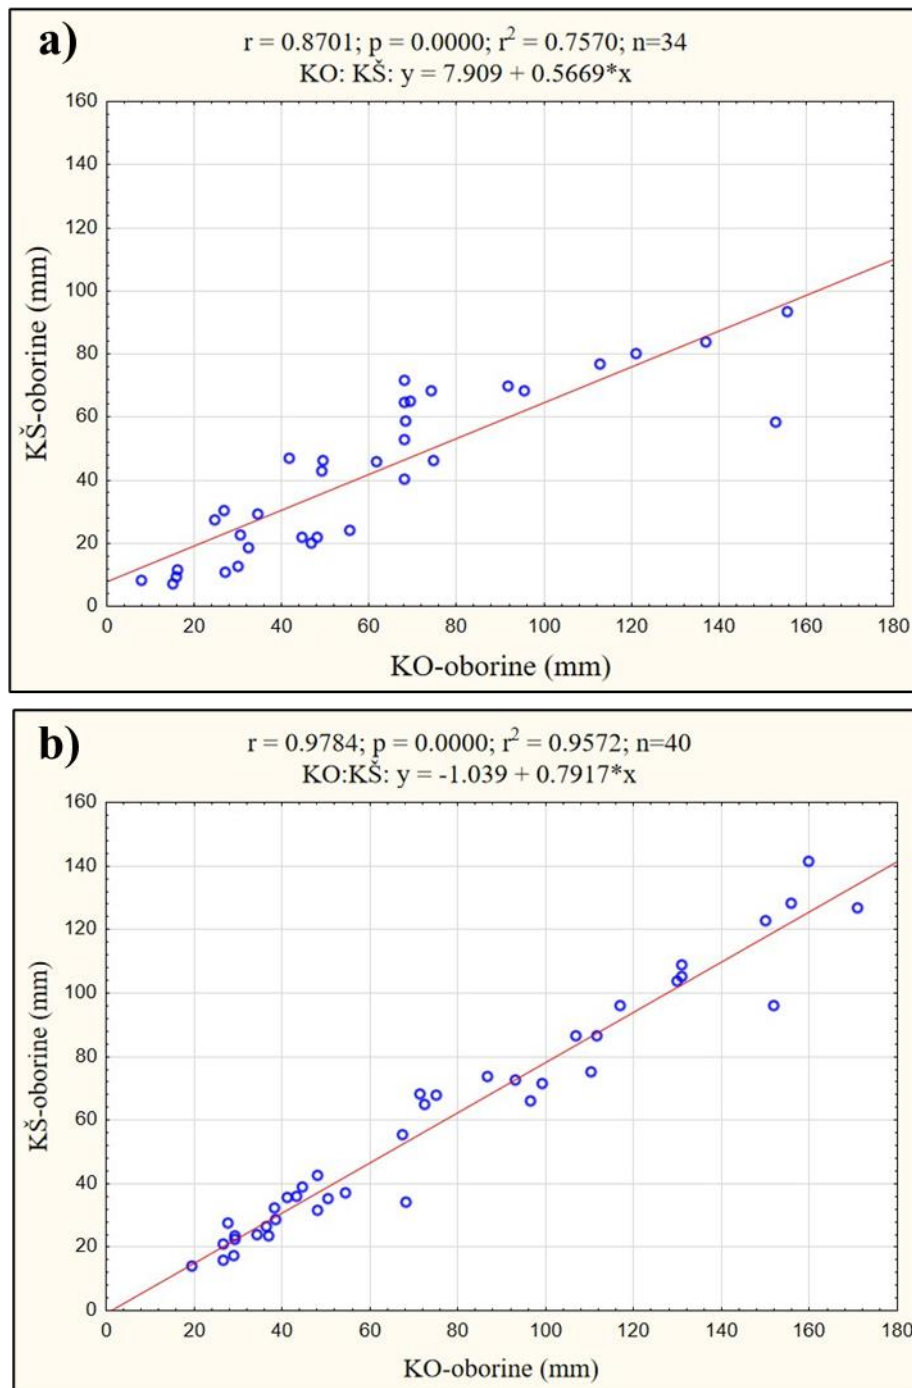 a)
r = 0.8701; p = 0.0000; r² = 0.7570; n=34
KO: KŠ: y = 7.909 + 0.5669*x
160
140
120
100
80
60
40
20
0
KŠ-oborine (mm)
0 20 40 60 80 100 120 140 160 180
KO-oborine (mm)
b)
r = 0.9784; p = 0.0000; r² = 0.9572; n=40
KO:KŠ: y = -1.039 + 0.7917*x
160
140
120
100
80
60
40
20
0
KŠ-oborine (mm)
0 20 40 60 80 100 120 140 160 180
KO-oborine (mm)